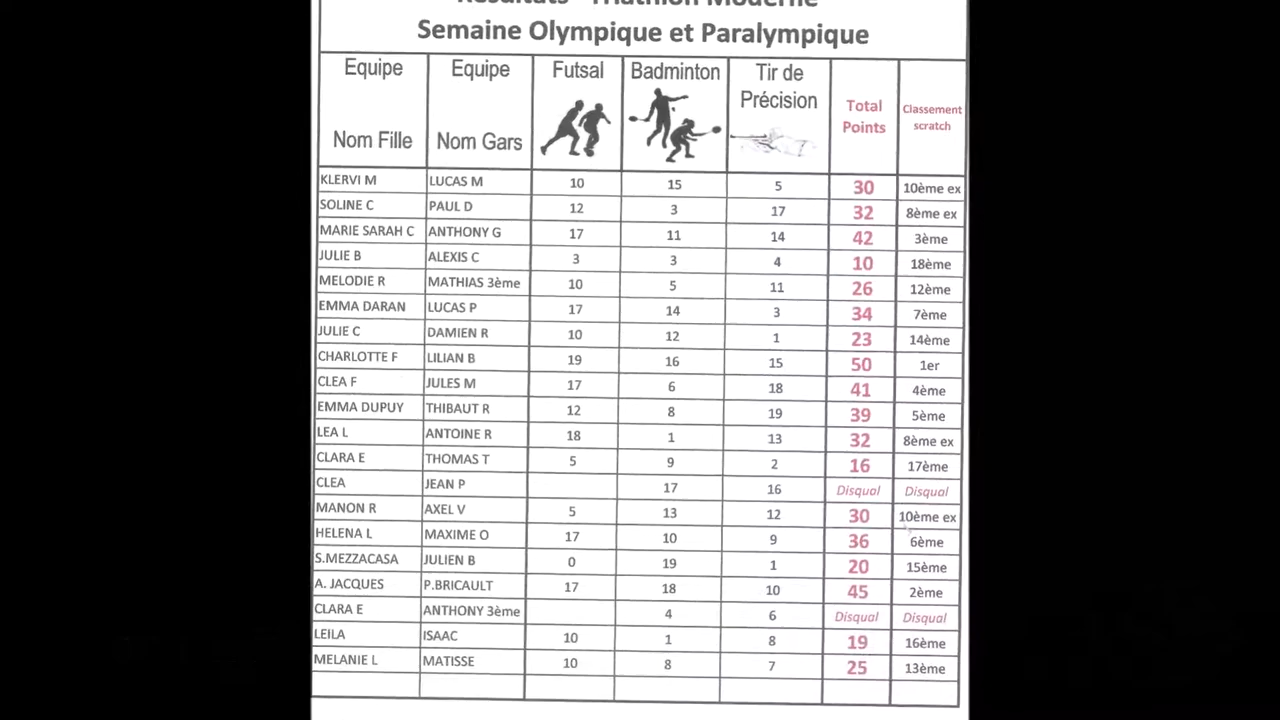 Résultats - Triathlon Moderne
Semaine Olympique et Paralympique
Equipe Nom Fille Equipe Nom Gars Futsal Badminton Tir de Précision Total Points Classement scratch
KLERVI M LUCAS M 10 15 5 30 10ème ex
SOLINE C PAUL D 12 3 17 32 8ème ex
MARIE SARAH C ANTHONY G 17 11 14 42 3ème
JULIE B ALEXIS C 3 3 4 10 18ème
MELODIE R MATHIAS 3ème 10 5 11 26 12ème
EMMA DARAN LUCAS P 17 14 3 34 7ème
JULIE C DAMIEN R 10 12 1 23 14ème
CHARLOTTE F LILIAN B 19 16 15 50 1er
CLEA F JULES M 17 6 18 41 4ème
EMMA DUPUY THIBAUT R 12 8 19 39 5ème
LEA L ANTOINE R 18 1 13 32 8ème ex
CLARA E THOMAS T 5 9 2 16 17ème
CLEA JEAN P 17 16 Disqual Disqual
MANON R AXEL V 5 13 12 30 10ème ex
HELENA L MAXIME O 17 10 9 36 6ème
S.MEZZACASA JULIEN B 0 19 1 20 15ème
A. JACQUES P.BRICAULT 17 18 10 45 2ème
CLARA E ANTHONY 3ème 4 6 Disqual Disqual
LEILA ISAAC 10 1 8 19 16ème
MELANIE L MATISSE 10 8 7 25 13ème